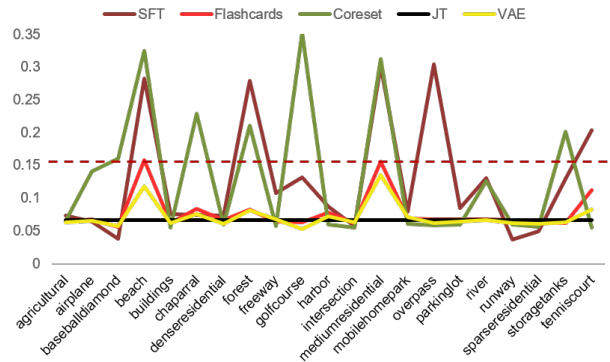 SFT Flashcards Coreset JT VAE
0.35
0.3
0.25
0.2
0.15
0.1
0.05
0
agricultural
airplane
baseballdiamond
beach
buildings
chaparral
denseresidential
forest
freeway
golfcourse
harbor
intersection
mediumresidential
mobilehomepark
overpass
parkinglot
river
runway
sparseresidential
storagetanks
tenniscourt